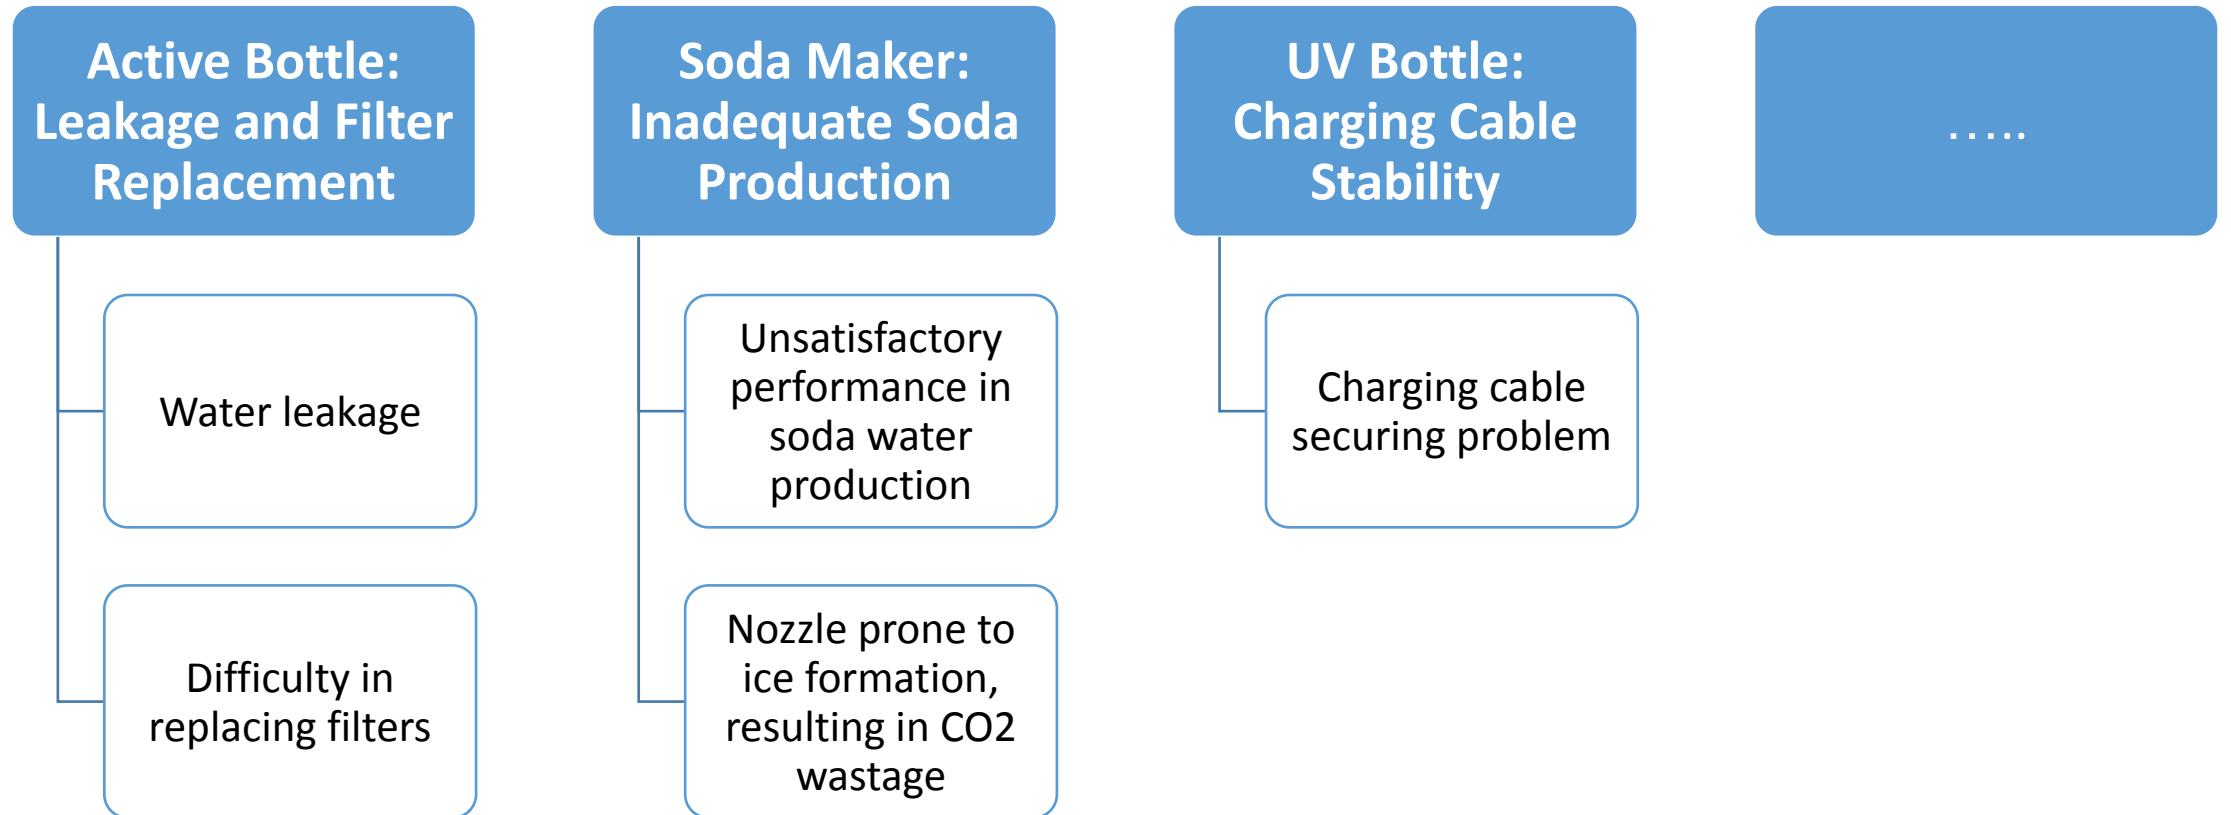 Active Bottle:
Leakage and Filter
Replacement
Water leakage
Difficulty in
replacing filters
Soda Maker:
Inadequate Soda
Production
Unsatisfactory
performance in
soda water
production
Nozzle prone to
ice formation,
resulting in CO2
wastage
UV Bottle:
Charging Cable
Stability
Charging cable
securing problem
…..